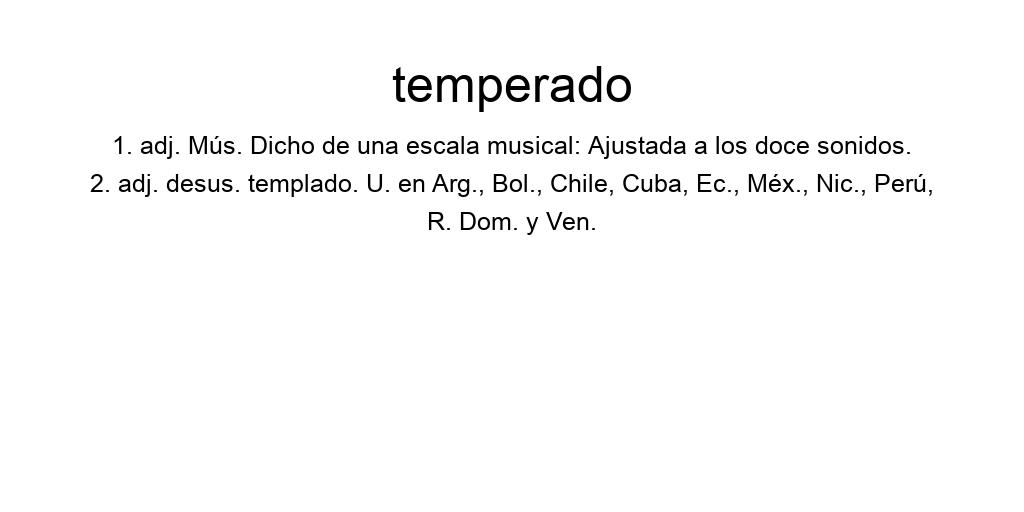 temperado
1. adj. Mús. Dicho de una escala musical: Ajustada a los doce sonidos.
2. adj. desus. templado. U. en Arg., Bol., Chile, Cuba, Ec., Méx., Nic., Perú,
R. Dom. y Ven.